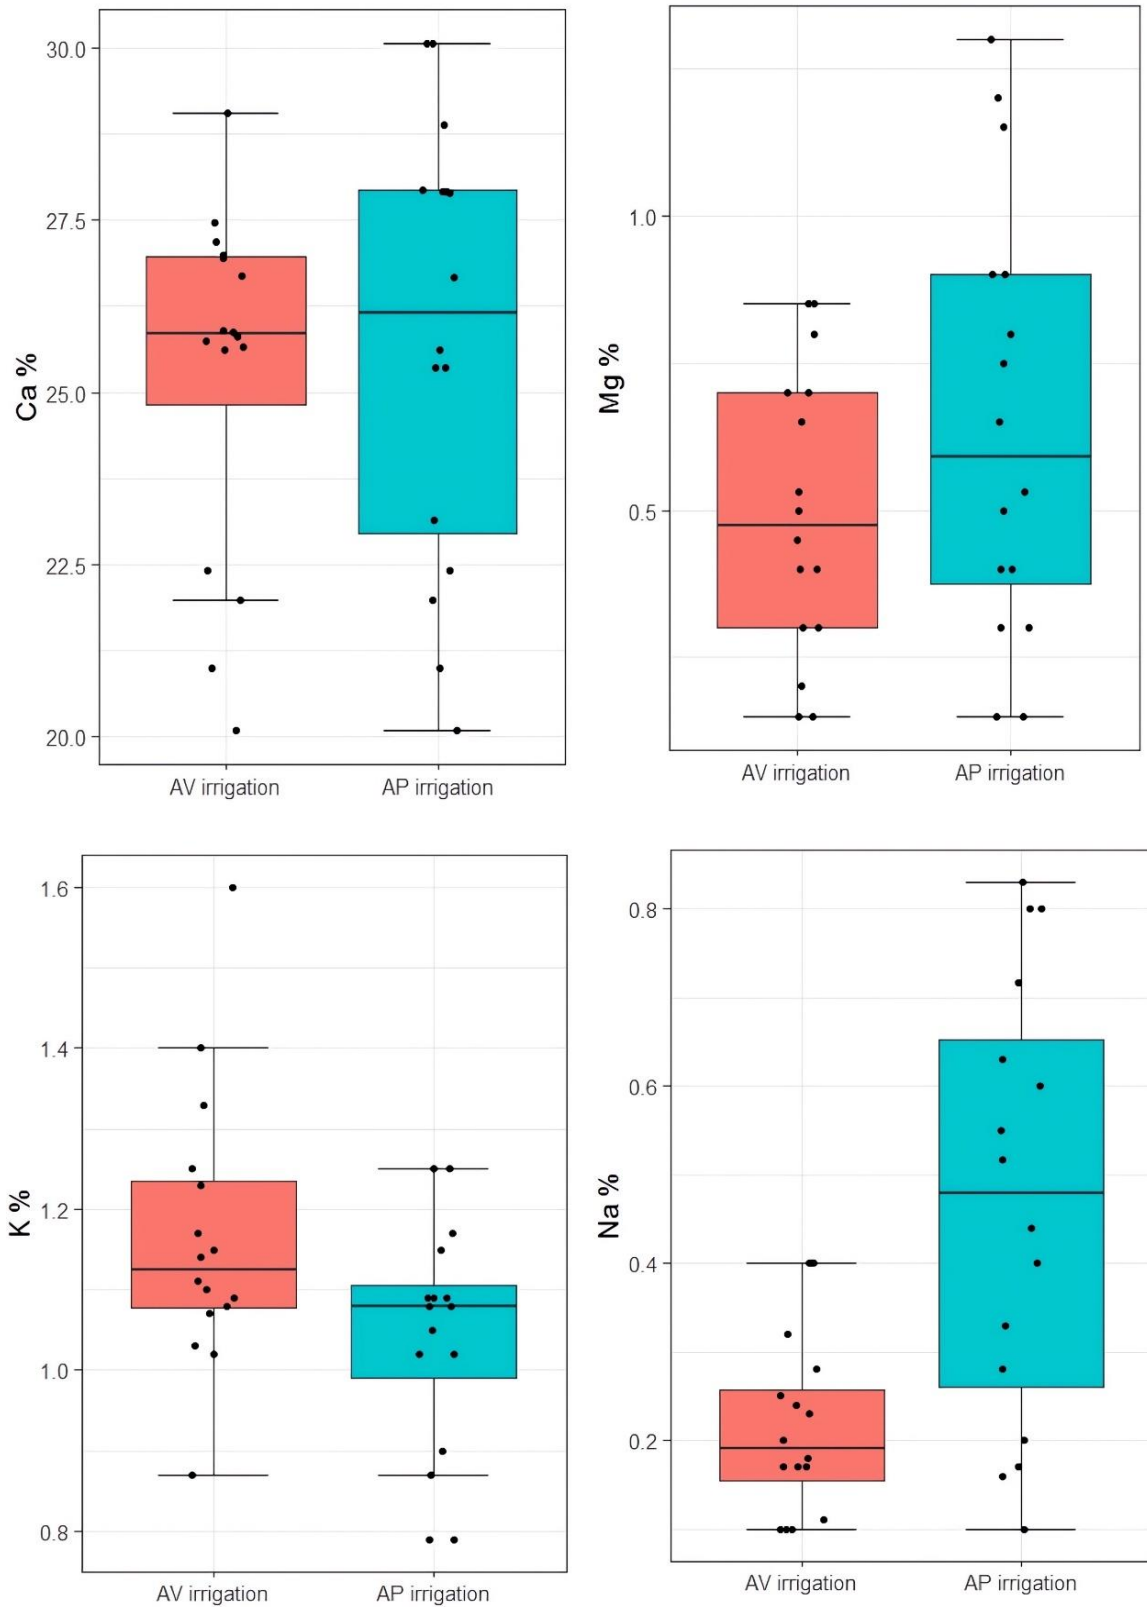 Ca %
30.0
27.5
25.0
22.5
20.0
AV irrigation
AP irrigation
Mg %
1.0
0.5
AV irrigation
AP irrigation
K %
1.6
1.4
1.2
1.0
0.8
AV irrigation
AP irrigation
Na %
0.8
0.6
0.4
0.2
AV irrigation
AP irrigation